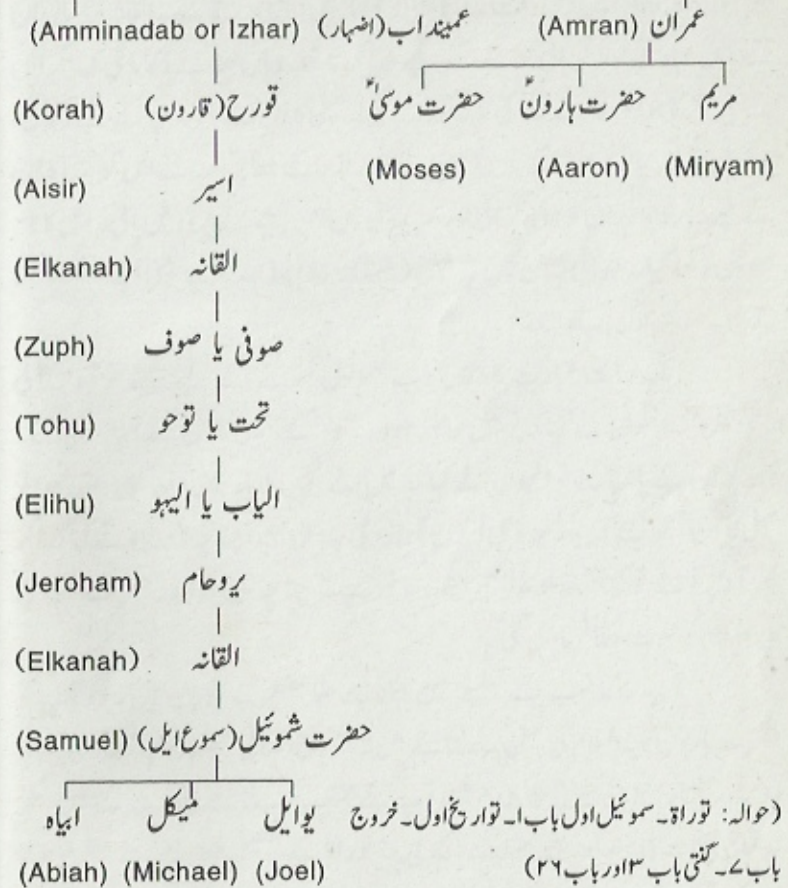 (Amminadab or Izhar) عمینداب (اضہار) (Amran) عمران
(Korah) قورح (قارون) حضرت موسیٰؑ حضرت ہارونؑ مریم
(Moses) (Aaron) (Miryam)
(Aisir) اسیر
(Elkanah) القانہ
(Zuph) صوفی یا صوف
(Tohu) تحت یا توحو
(Elihu) الیاب یا الیہو
(Jeroham) یروحام
(Elkanah) القانہ
(Samuel) حضرت شموئیل (سموع ایل)
ابیاہ میکل یوایل (حوالہ: توراۃ۔ سموئیل اول باب ۱۔ تواریخ اول۔ خروج
(Abiah) (Michael) (Joel) باب ۷۔ گنتی باب ۳ اور باب ۲۶)